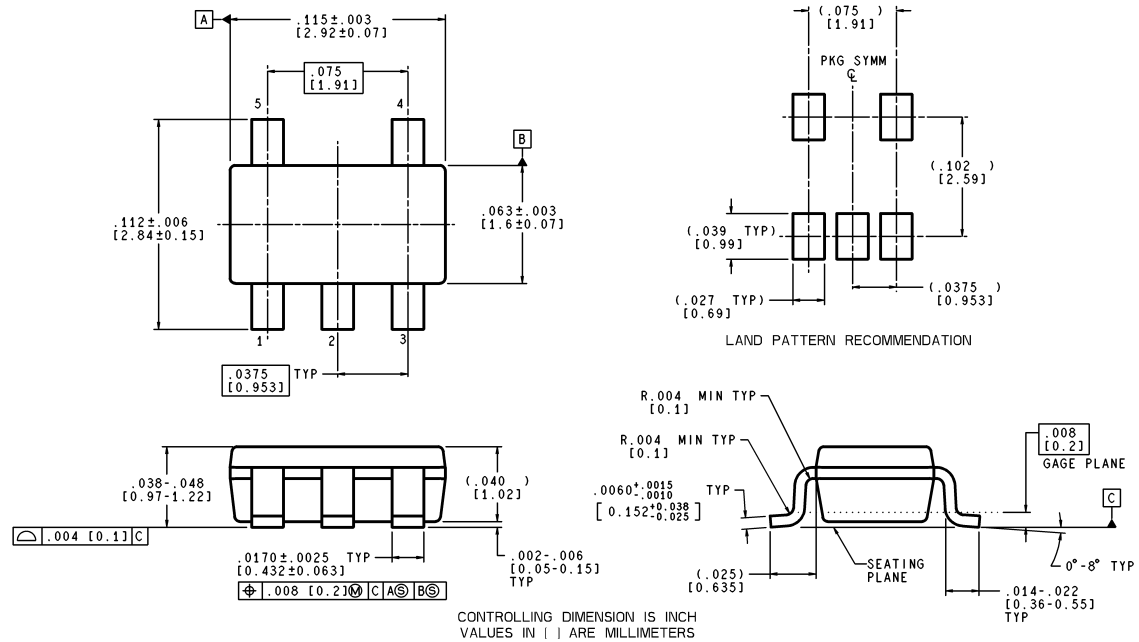 A
.115±.003
[2.92±0.07]
.075
[1.91]
5
4
B
.112±.006
[2.84±0.15]
.063±.003
[1.6±0.07]
1
2
3
.0375 TYP
[0.953]
(.075 )
[1.91]
PKG SYMM
℄
(.102 )
[2.59]
(.039 TYP)
[0.99]
(.027 TYP)
[0.69]
(.0375 )
[0.953]
LAND PATTERN RECOMMENDATION
.038-.048
[0.97-1.22]
(.040 )
[1.02]
⌓ .004 [0.1] C
.0170±.0025 TYP
[0.432±0.063]
⌖ .008 [0.2]Ⓜ C AⓈ BⓈ
.002-.006
[0.05-0.15]
TYP
R.004 MIN TYP
[0.1]
R.004 MIN TYP
[0.1]
.0060+.0015-.0010 TYP
[0.152+0.038-0.025]
.008
[0.2]
GAGE PLANE
C
SEATING
PLANE
0°-8° TYP
(.025)
[0.635]
.014-.022
[0.36-0.55]
TYP
CONTROLLING DIMENSION IS INCH
VALUES IN [ ] ARE MILLIMETERS